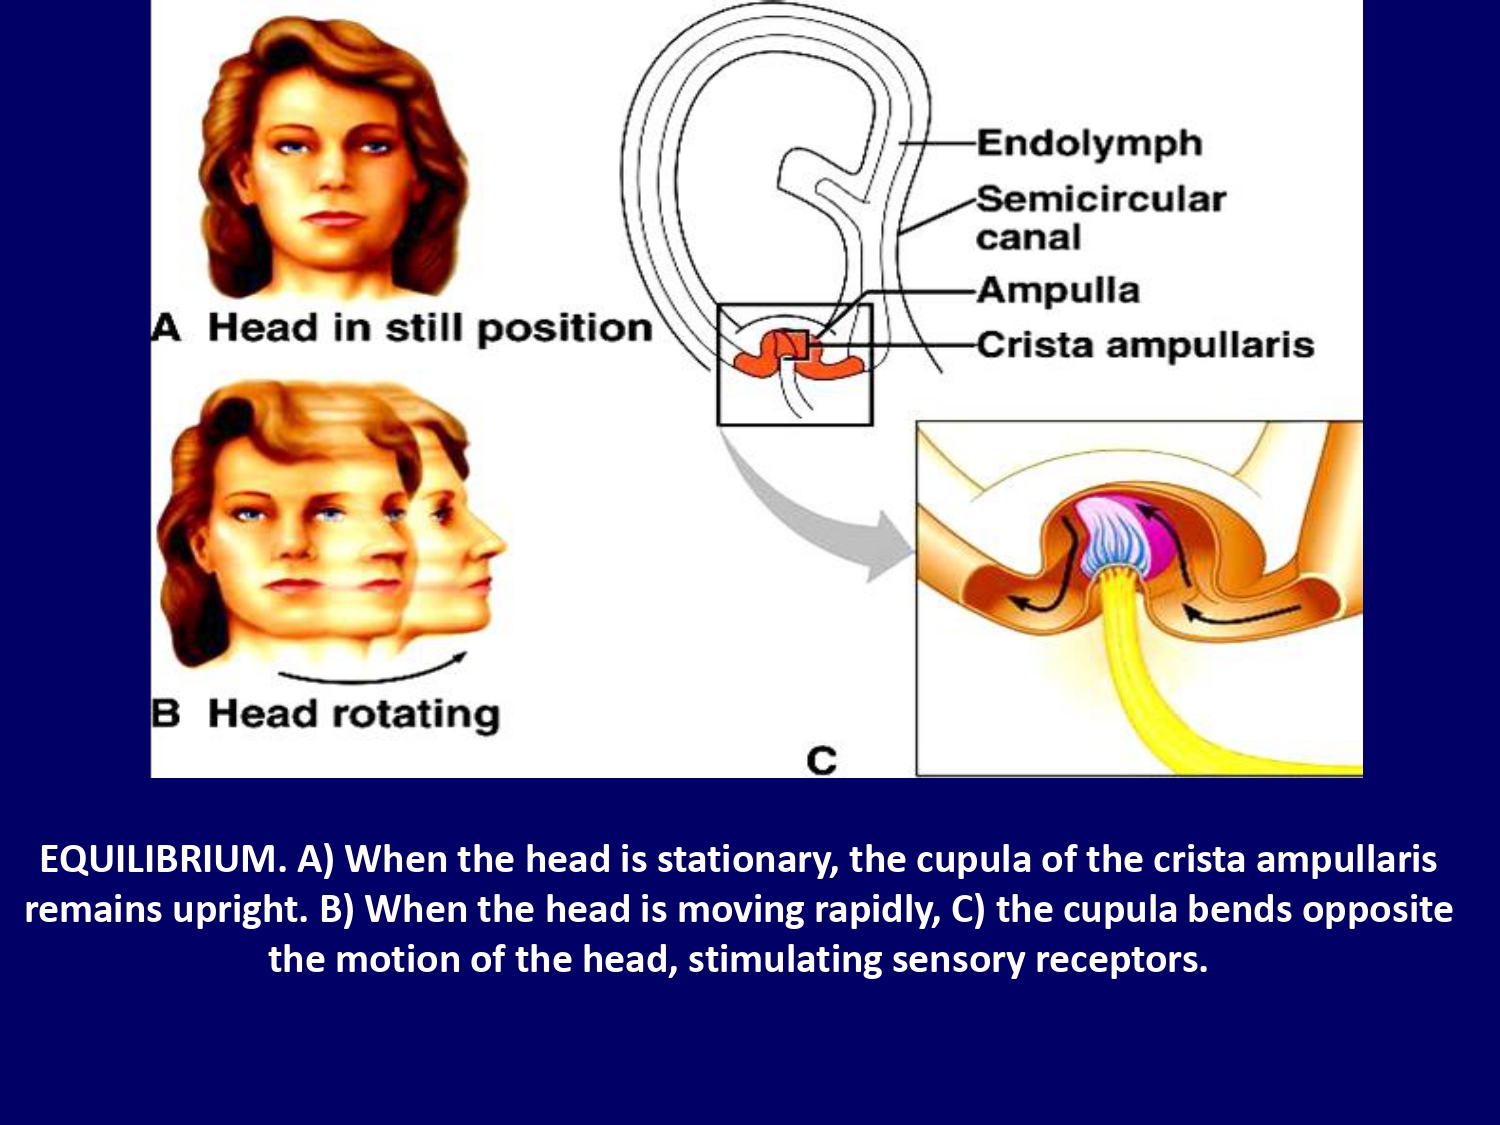 Endolymph
Semicircular
canal
Ampulla
A Head in still position
Crista ampullaris
B Head rotating
C
EQUILIBRIUM. A) When the head is stationary, the cupula of the crista ampullaris
remains upright. B) When the head is moving rapidly, C) the cupula bends opposite
the motion of the head, stimulating sensory receptors.